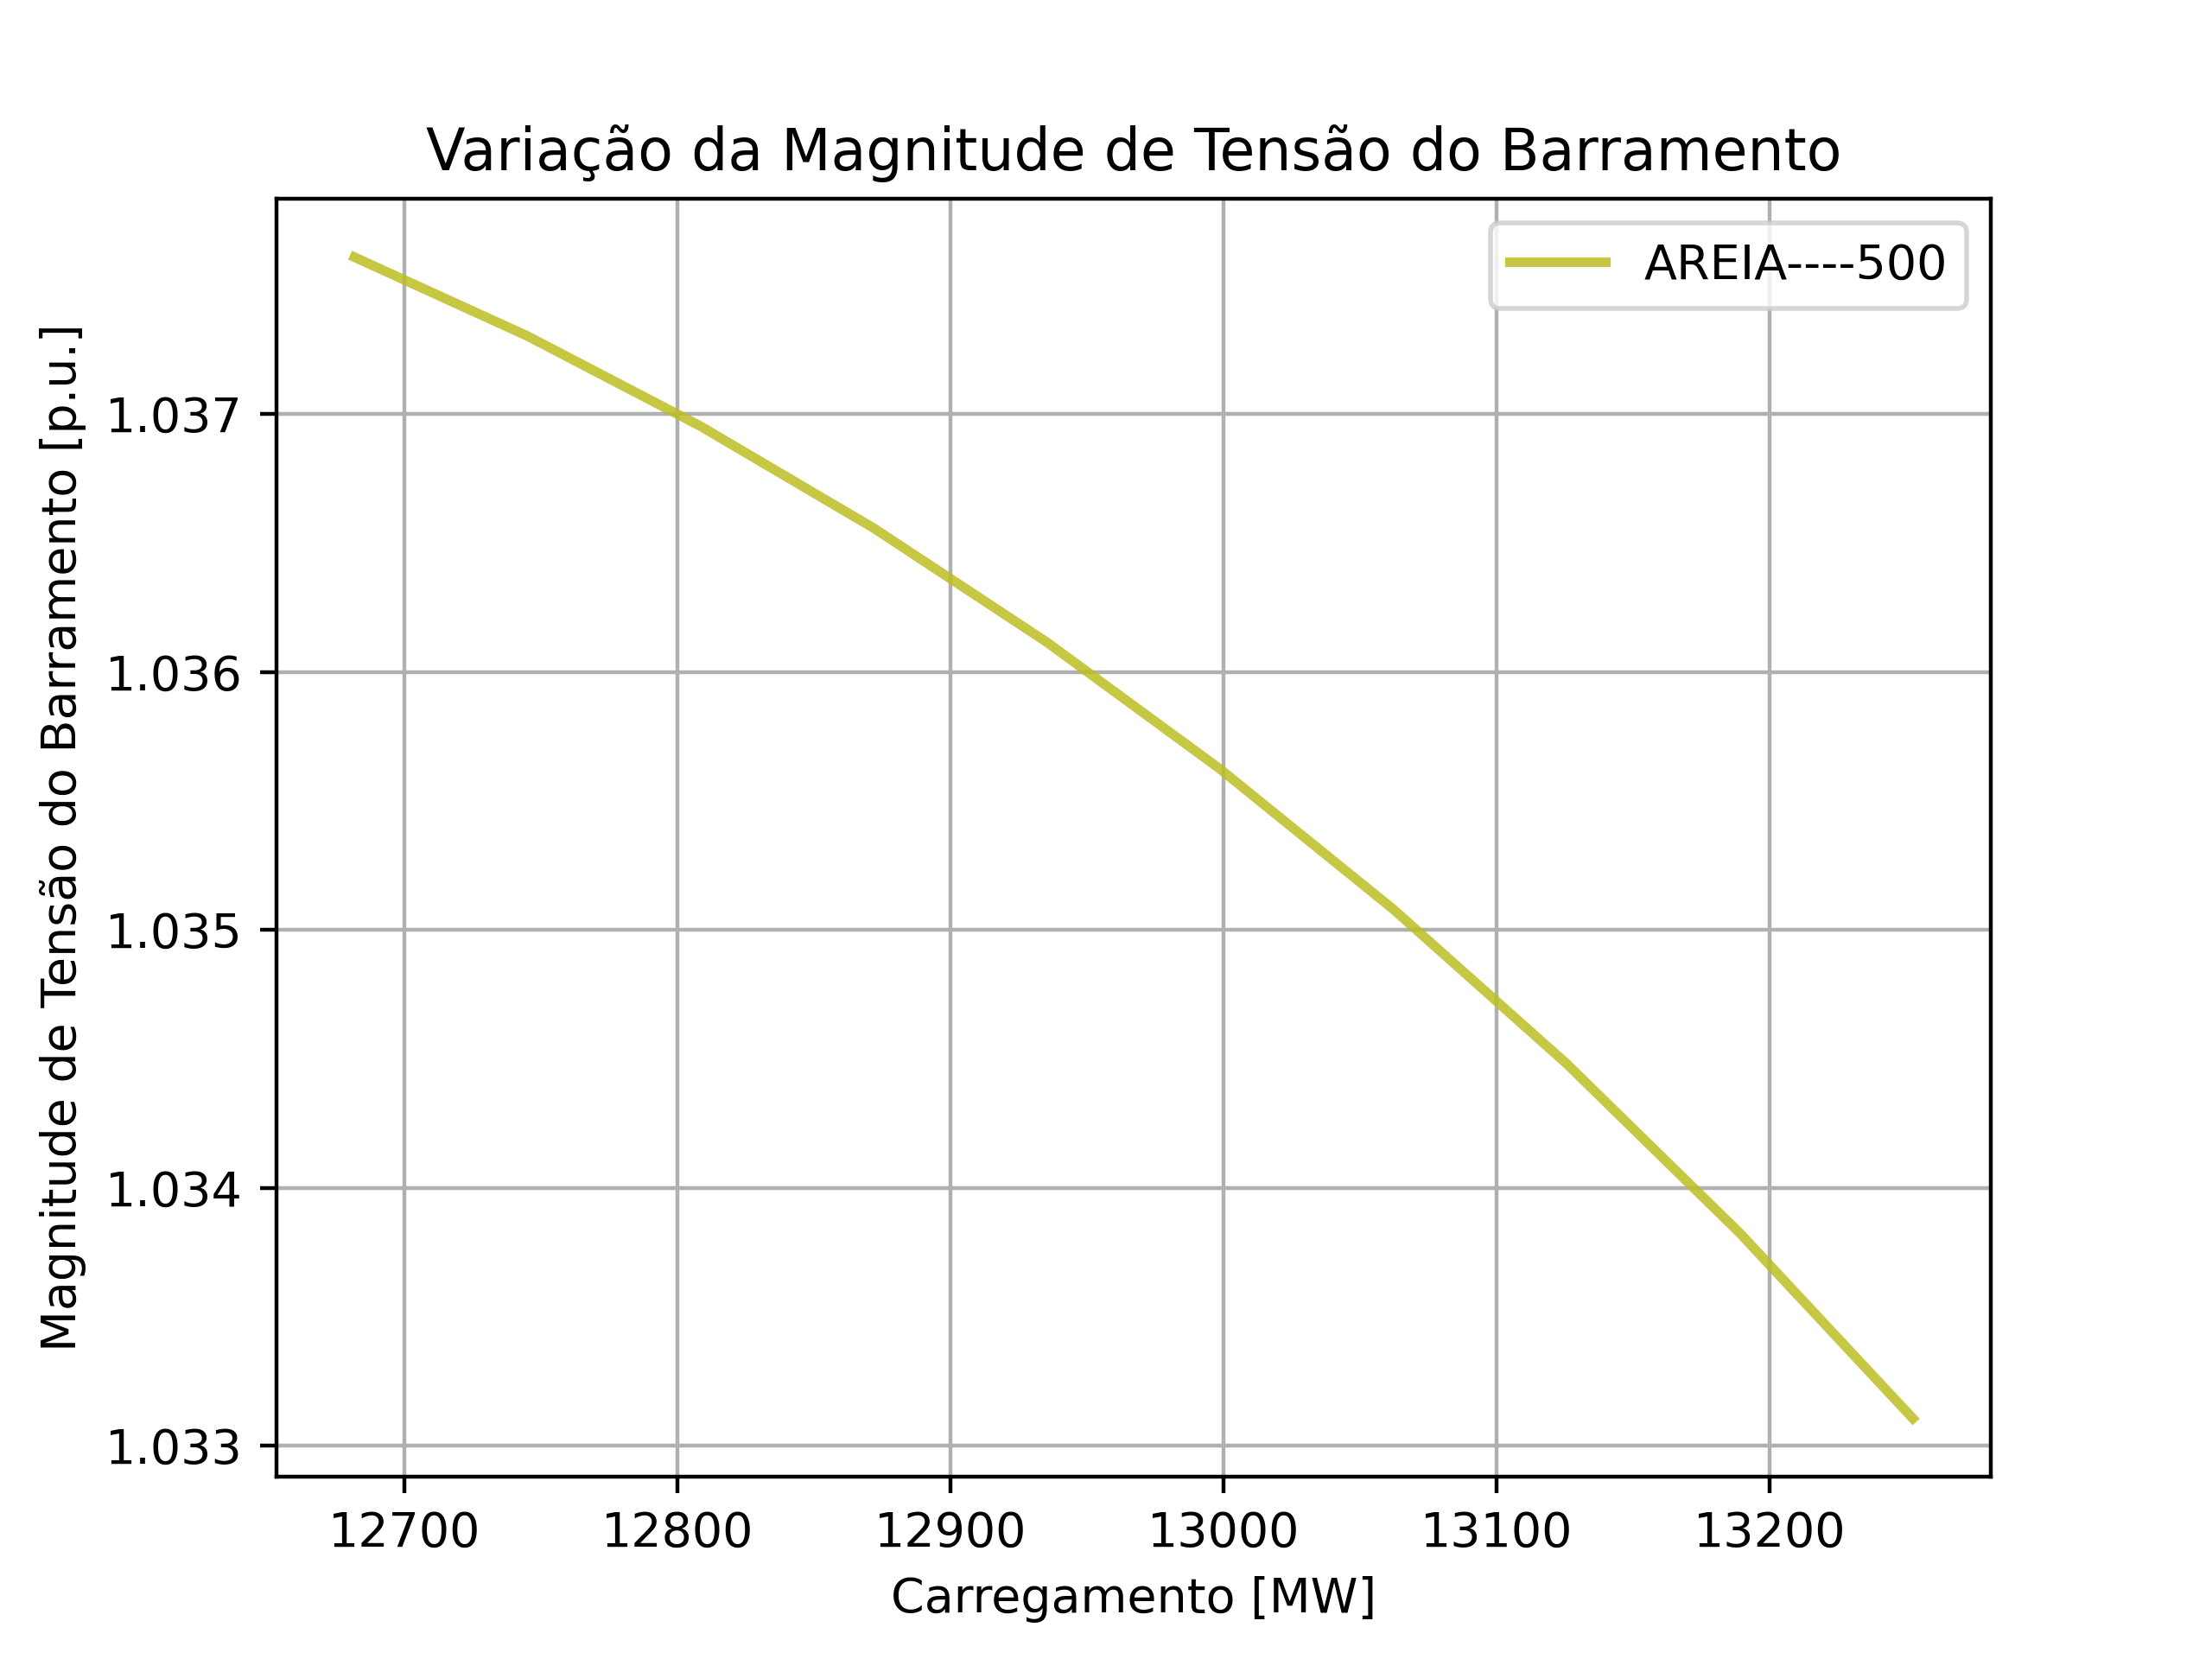 Variação da Magnitude de Tensão do Barramento
AREIA----500
Magnitude de Tensão do Barramento [p.u.]
1.037
1.036
1.035
1.034
1.033
12700 12800 12900 13000 13100 13200
Carregamento [MW]